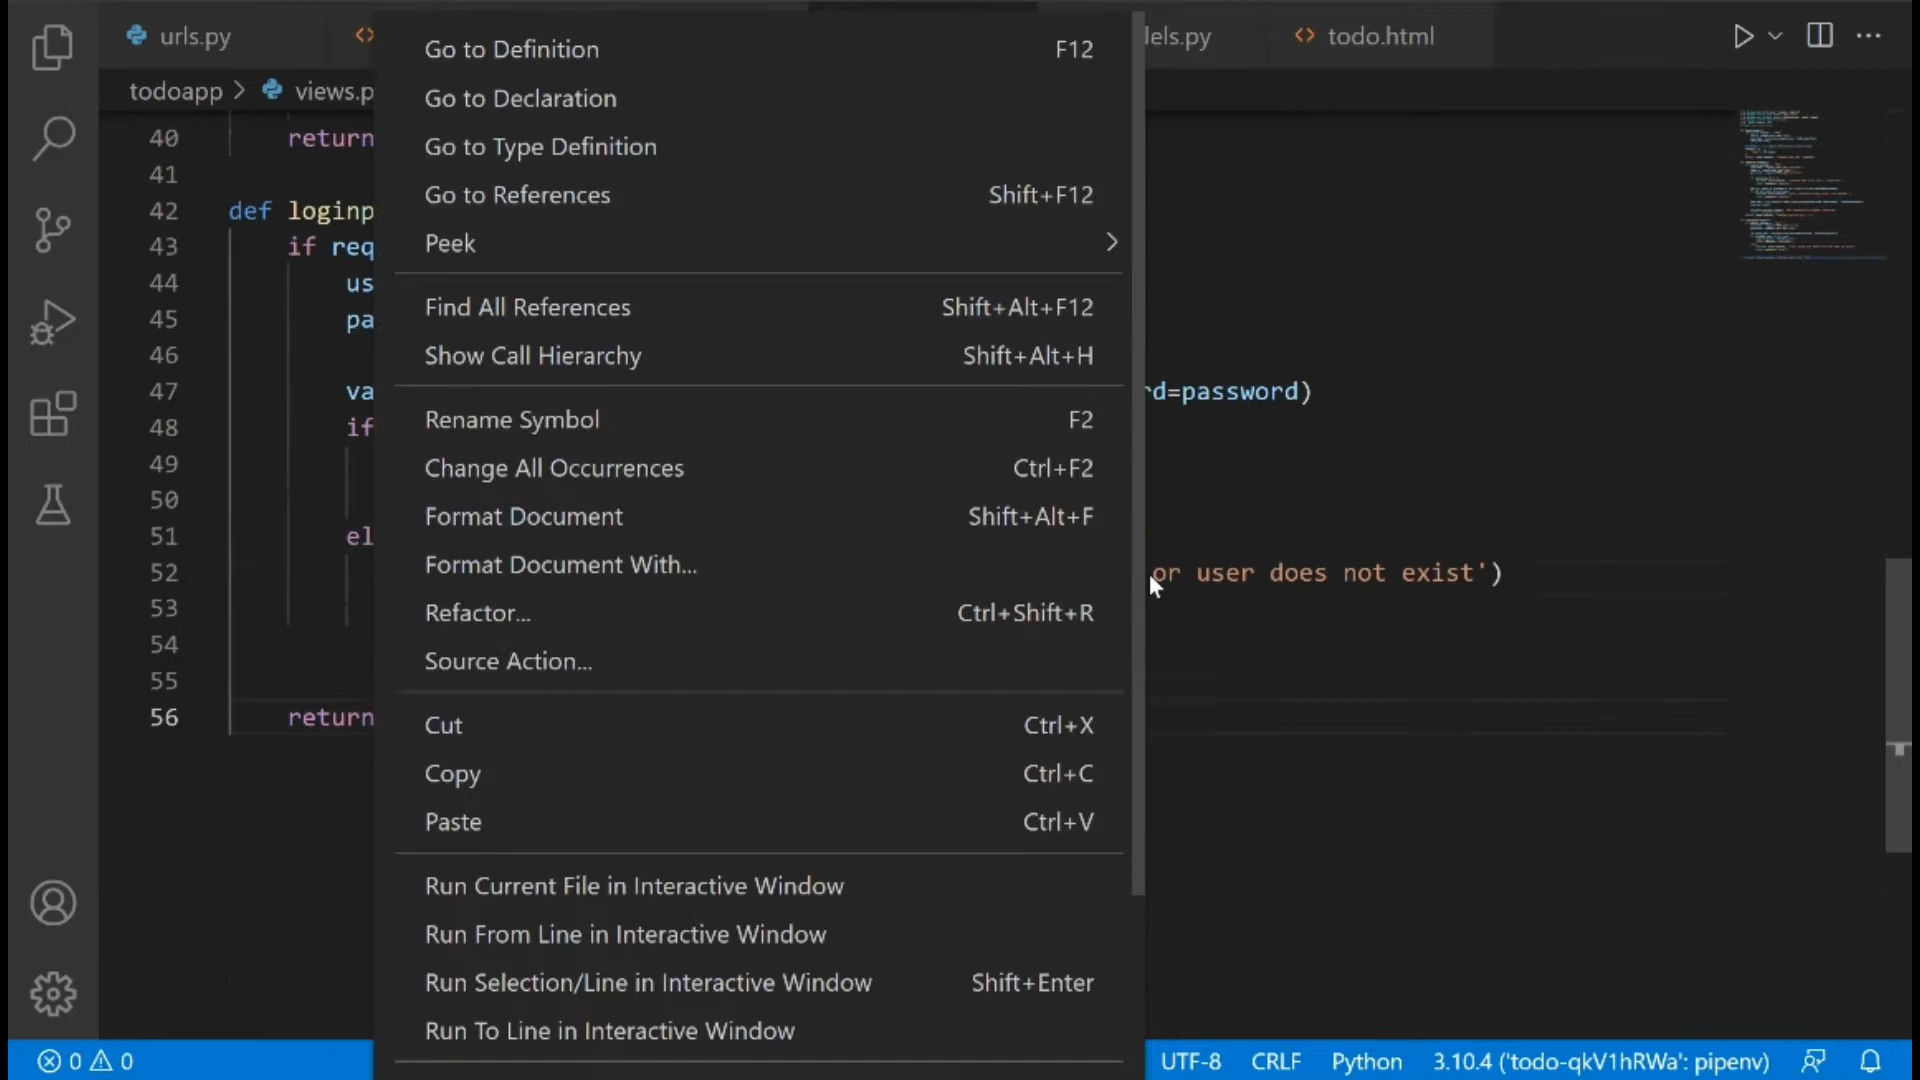 urls.py
dels.py
todo.html
todoapp > views.p
40 return
41
42 def loginp
43 if req
44 us
45 pa
46
47 va rd=password)
48 if
49
50
51 el
52 or user does not exist')
53
54
55
56 return
Go to Definition F12
Go to Declaration
Go to Type Definition
Go to References Shift+F12
Peek
Find All References Shift+Alt+F12
Show Call Hierarchy Shift+Alt+H
Rename Symbol F2
Change All Occurrences Ctrl+F2
Format Document Shift+Alt+F
Format Document With...
Refactor... Ctrl+Shift+R
Source Action...
Cut Ctrl+X
Copy Ctrl+C
Paste Ctrl+V
Run Current File in Interactive Window
Run From Line in Interactive Window
Run Selection/Line in Interactive Window Shift+Enter
Run To Line in Interactive Window
0 0 UTF-8 CRLF Python 3.10.4 ('todo-qkV1hRWa': pipenv)